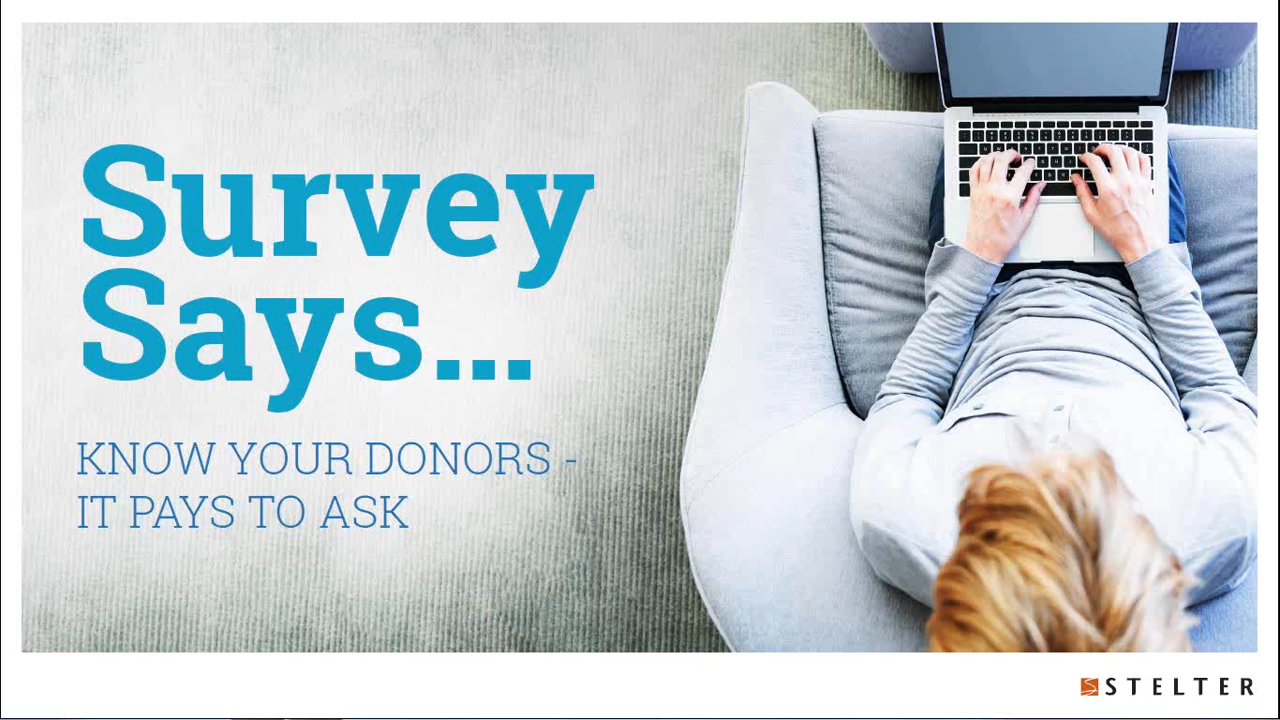 Survey
Says...
KNOW YOUR DONORS -
IT PAYS TO ASK
STELTER